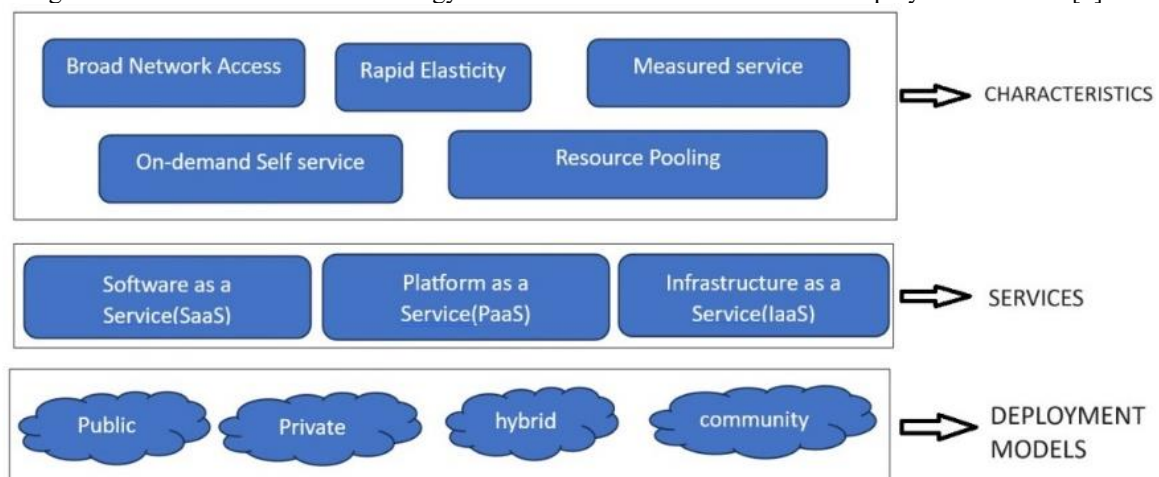 Broad Network Access
Rapid Elasticity
Measured service
CHARACTERISTICS
On-demand Self service
Resource Pooling
Software as a
Service(SaaS)
Platform as a
Service(PaaS)
Infrastructure as a
Service(IaaS)
SERVICES
Public
Private
hybrid
community
DEPLOYMENT
MODELS